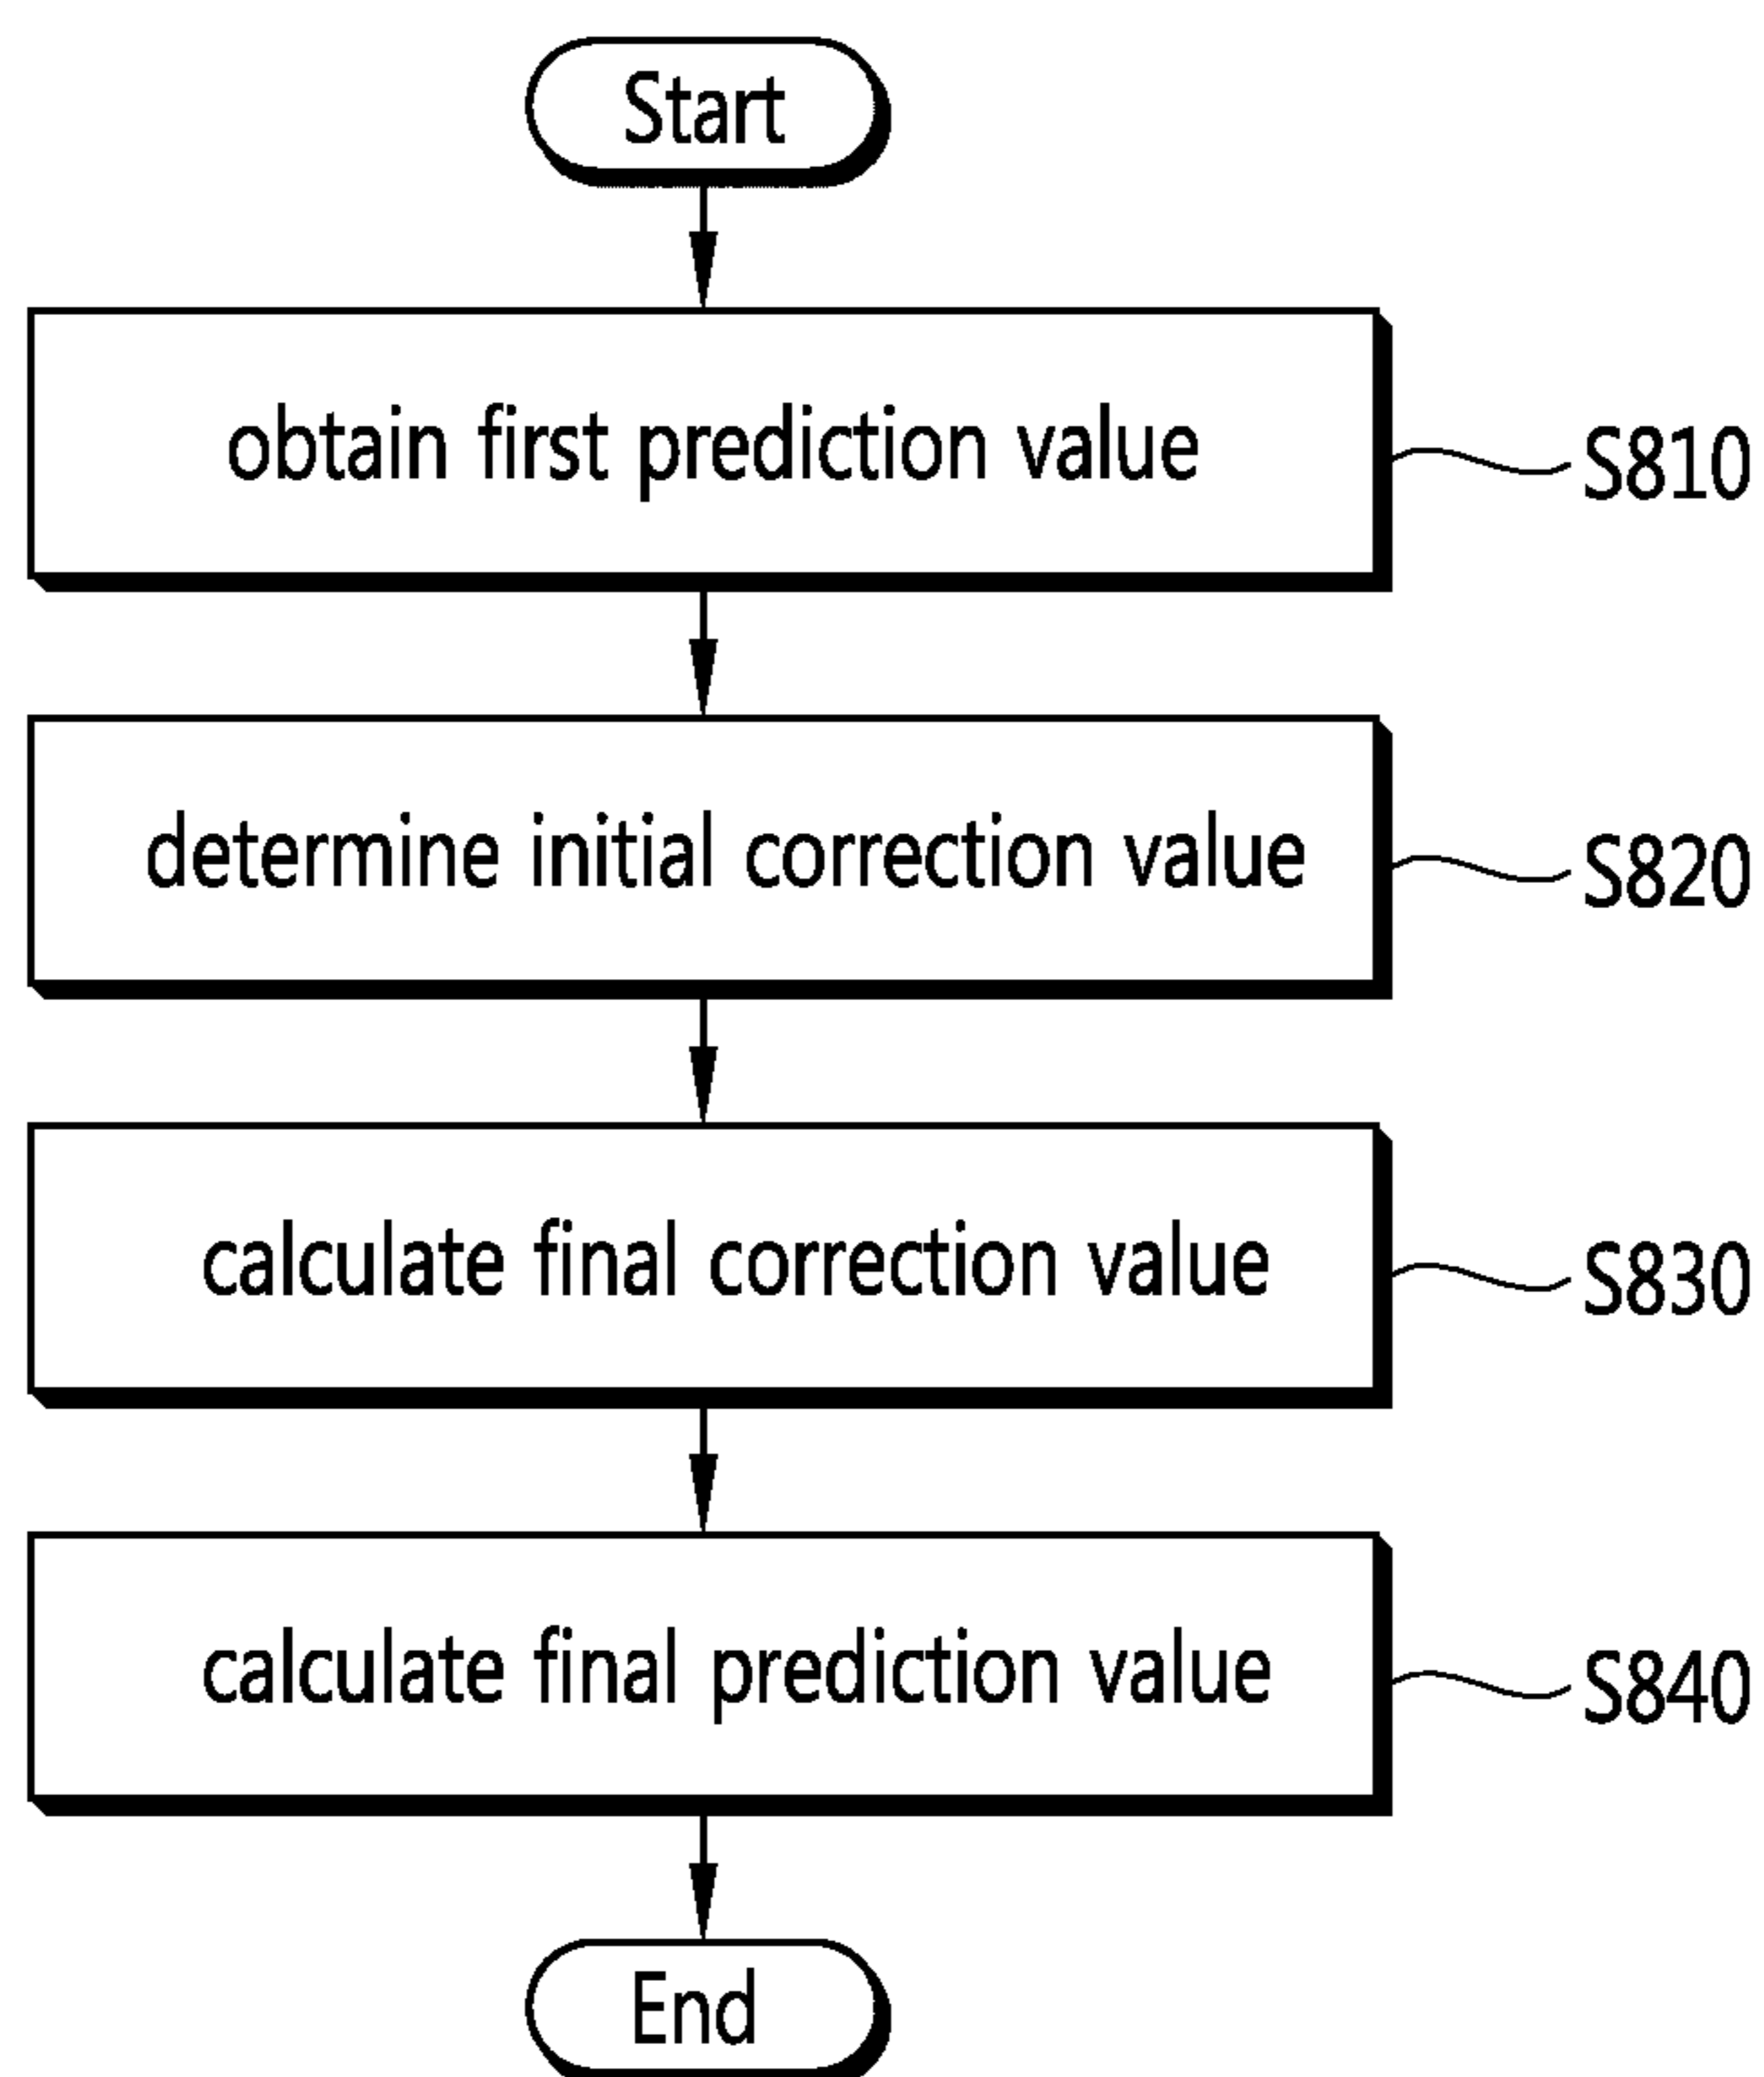 Start
obtain first prediction value
S810
determine initial correction value
S820
calculate final correction value
S830
calculate final prediction value
S840
End